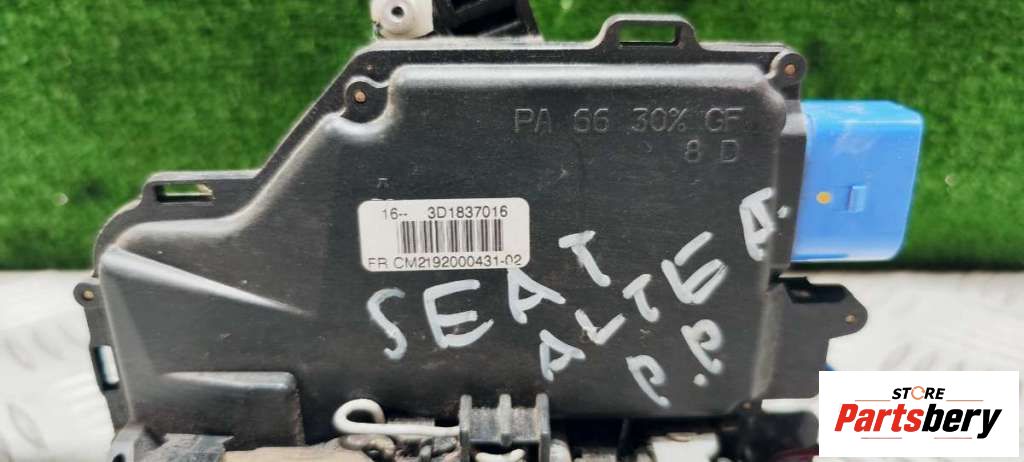 PA 66 30% GF
8 D
16-- 3D1837016
FR CM2192000431-02
SEAT
ALTEA.
P.P
STORE
Partsbery